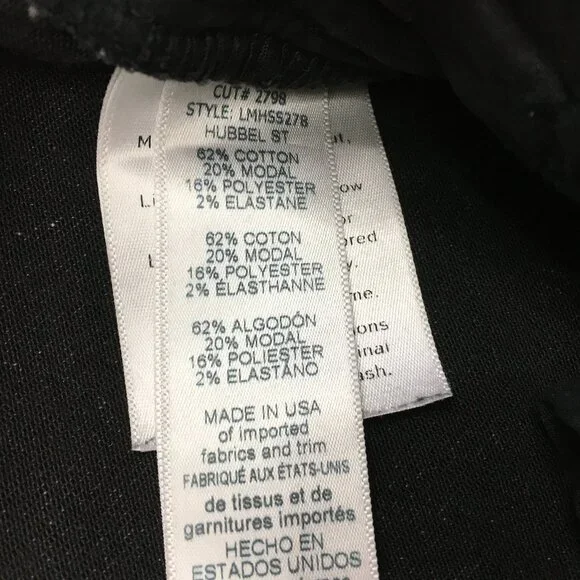 CUT# 2798
STYLE: LMHS5278
HUBBEL ST
62% COTTON
20% MODAL
16% POLYESTER
2% ELASTANE
62% COTON
20% MODAL
16% POLYESTER
2% ÉLASTHANNE
62% ALGODÓN
20% MODAL
16% POLIESTER
2% ELASTANO
MADE IN USA
of imported
fabrics and trim
FABRIQUÉ AUX ÉTATS-UNIS
de tissus et de
garnitures importés
HECHO EN
ESTADOS UNIDOS